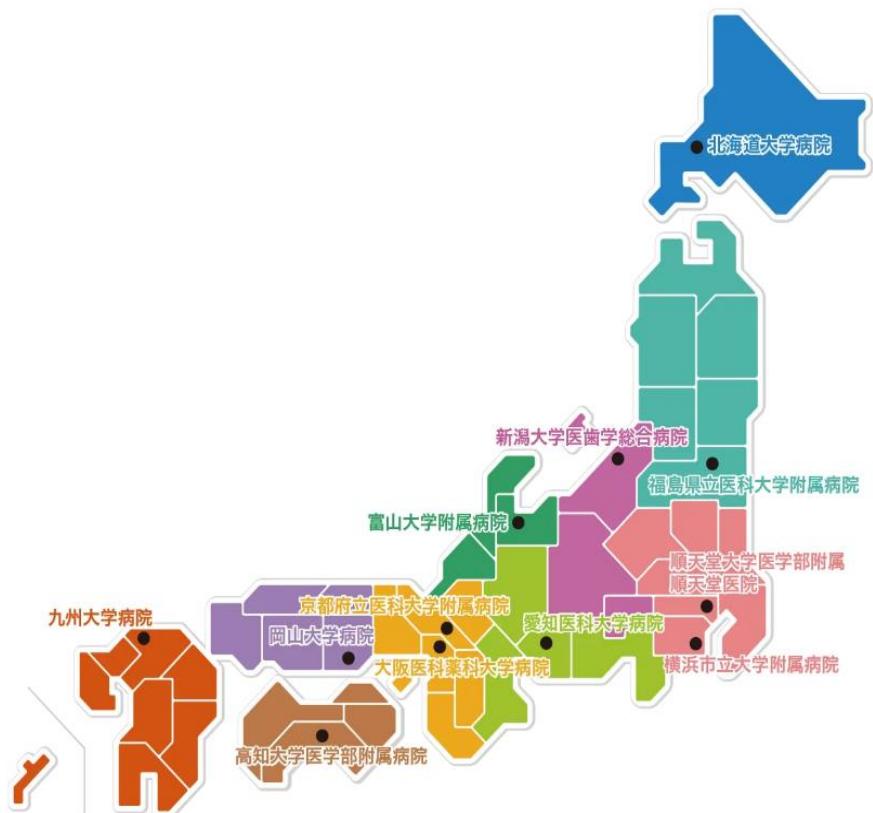 北海道大学病院
新潟大学医歯学総合病院
福島県立医科大学附属病院
富山大学附属病院
順天堂大学医学部附属
順天堂医院
京都府立医科大学附属病院
九州大学病院
愛知医科大学病院
岡山大学病院
大阪医科薬科大学病院
横浜市立大学附属病院
高知大学医学部附属病院